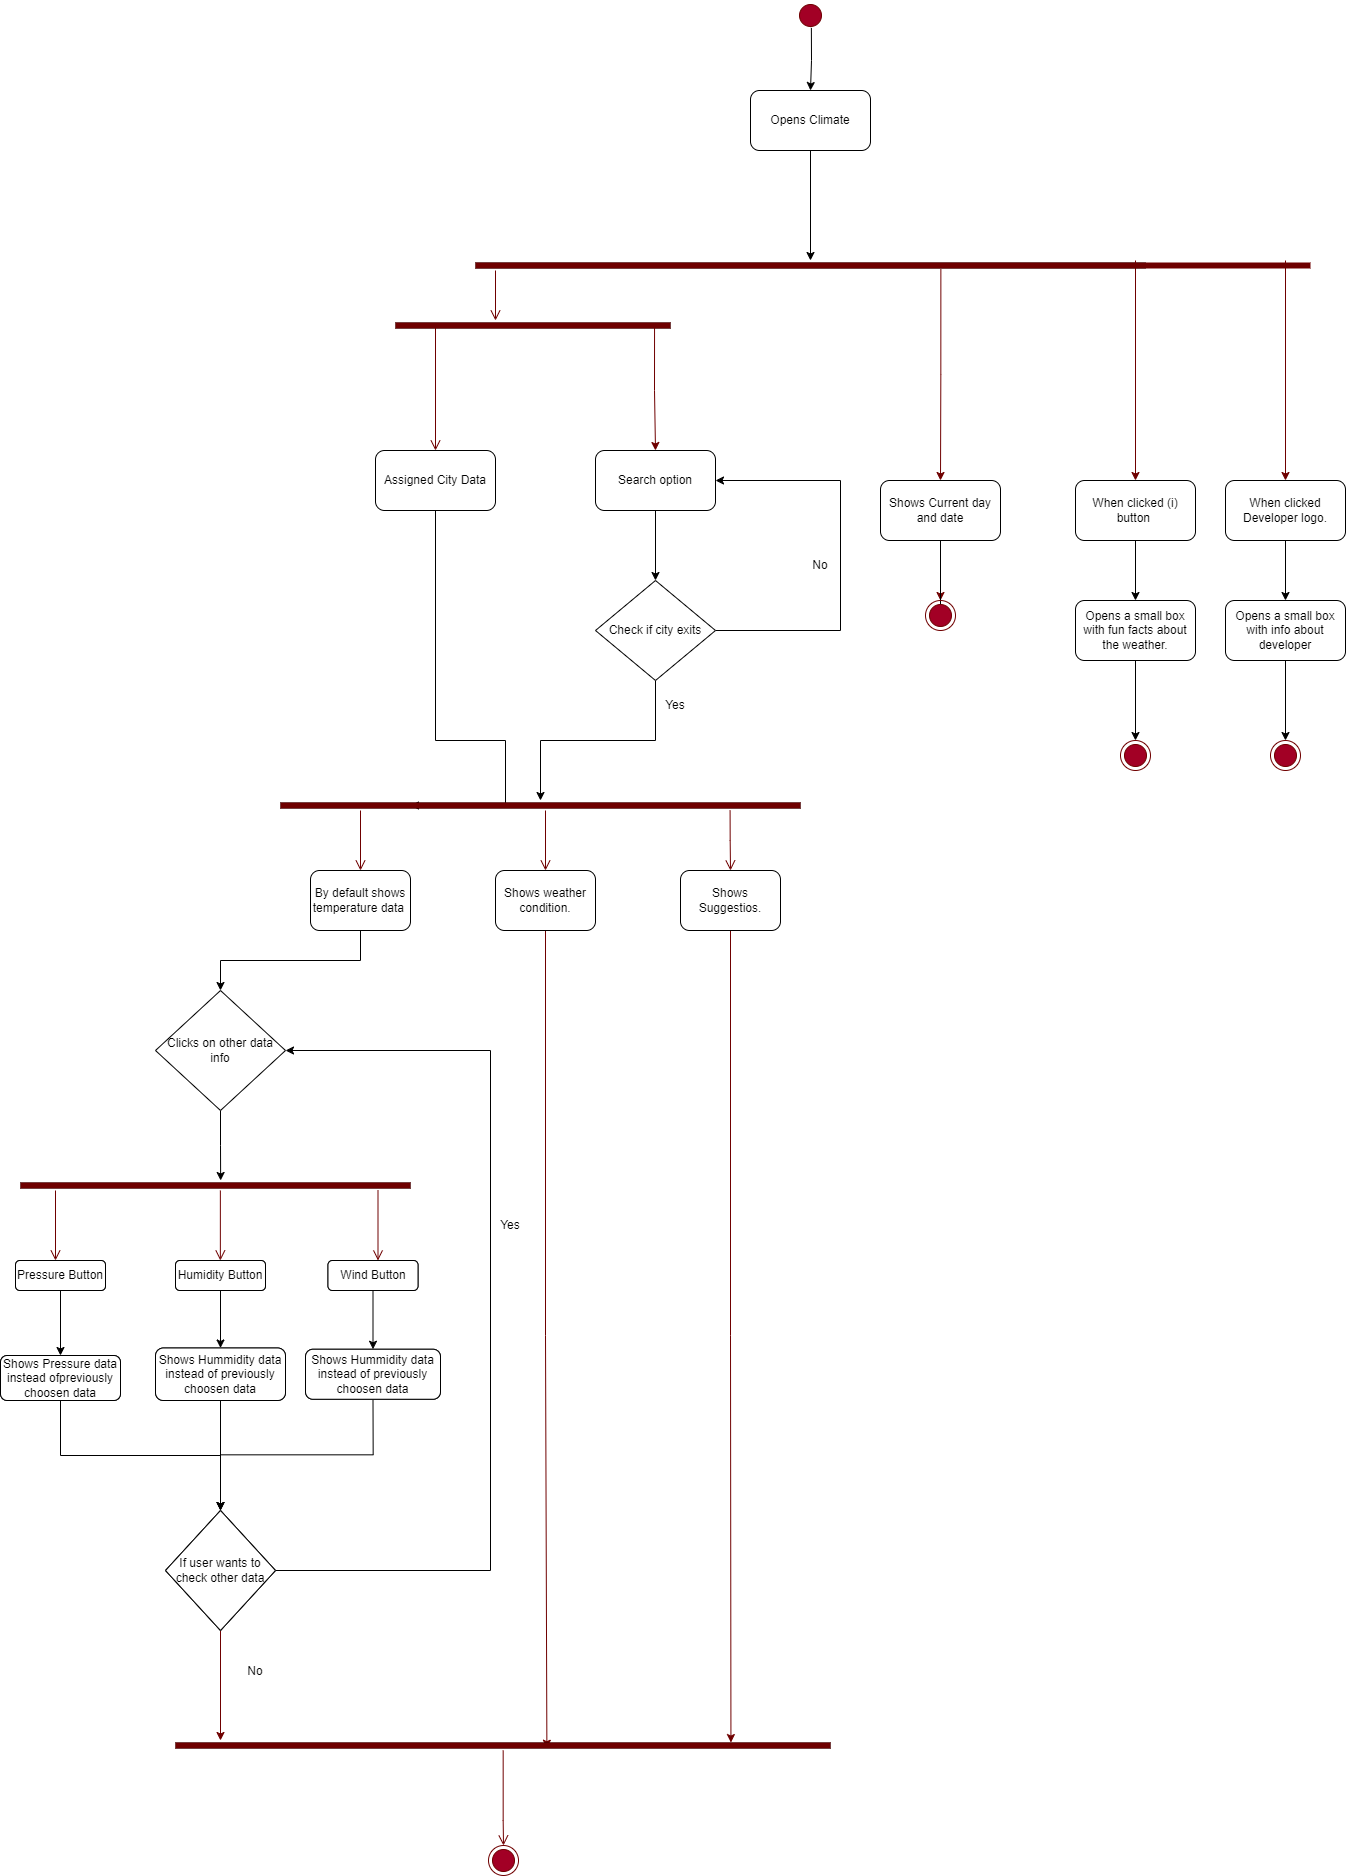 Opens Climate
Assigned City Data
Search option
Shows Current day
and date
When clicked (i)
button
When clicked
Developer logo.
No
Check if city exits
Opens a small box
with fun facts about
the weather.
Opens a small box
with info about
developer
Yes
By default shows
temperature data
Shows weather
condition.
Shows
Suggestios.
Clicks on other data
info
Yes
Pressure Button
Humidity Button
Wind Button
Shows Pressure data
instead ofpreviously
choosen data
Shows Hummidity data
instead of previously
choosen data
Shows Hummidity data
instead of previously
choosen data
If user wants to
check other data
No